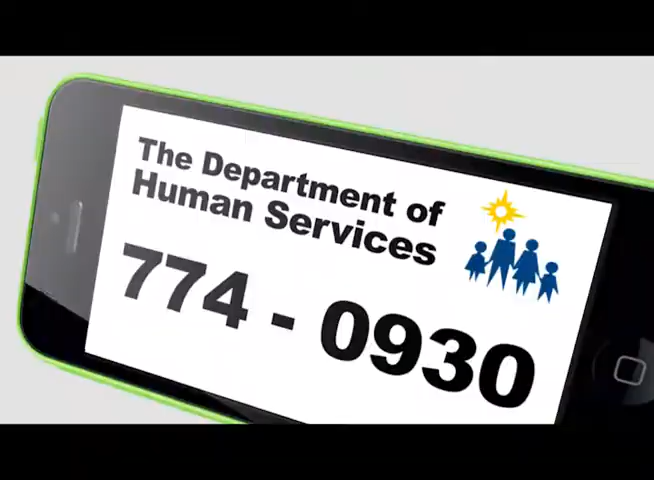 The Department of
Human Services
774 - 0930